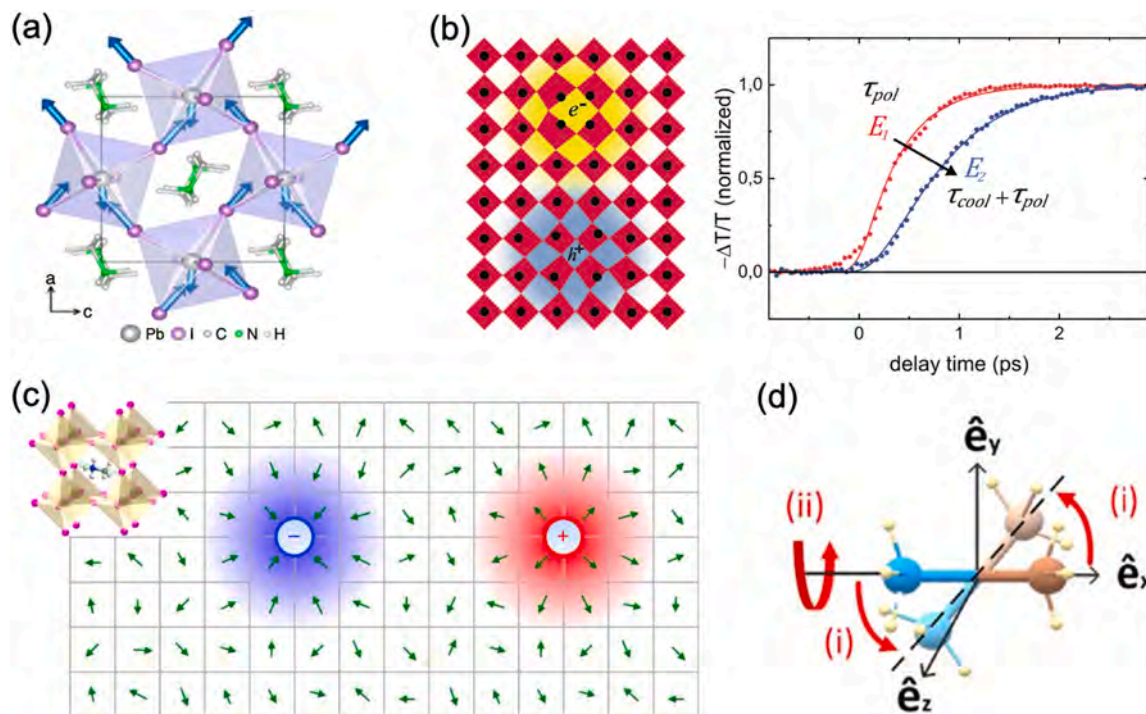 (a)
a
c
Pb I C N H
(b)
e⁻
h⁺
−ΔT/T (normalized)
1,0
0,5
0,0
τpol
E1
E2
τcool + τpol
0 1 2
delay time (ps)
(c)
−
+
(d)
êy
(i)
(ii)
êx
(i)
êz